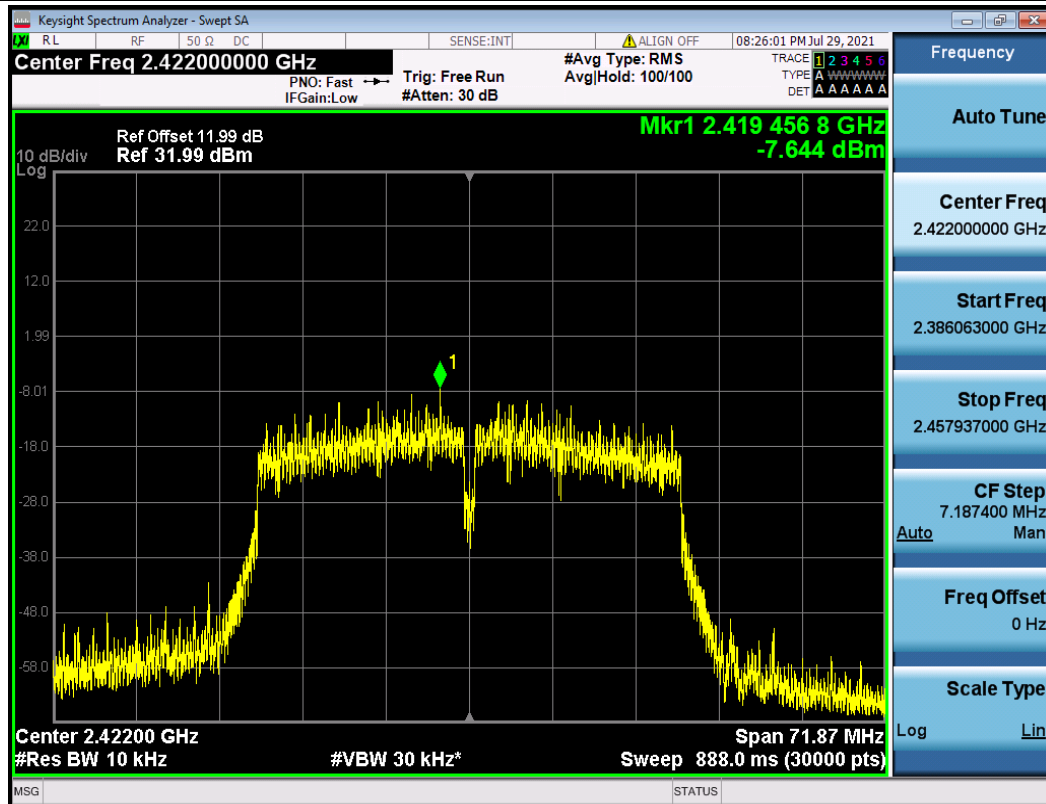 Keysight Spectrum Analyzer - Swept SA
LXI RL RF 50 Ω DC SENSE:INT ALIGN OFF 08:26:01 PM Jul 29, 2021
Center Freq 2.422000000 GHz #Avg Type: RMS TRACE 1 2 3 4 5 6
PNO: Fast Trig: Free Run Avg|Hold: 100/100 TYPE A WWWWW
IFGain:Low #Atten: 30 dB DET A A A A A A
Mkr1 2.419 456 8 GHz
-7.644 dBm
Ref Offset 11.99 dB
10 dB/div Ref 31.99 dBm
Log
22.0
12.0
1.99
1
-8.01
-18.0
-28.0
-38.0
-48.0
-58.0
Center 2.42200 GHz Span 71.87 MHz
#Res BW 10 kHz #VBW 30 kHz* Sweep 888.0 ms (30000 pts)
MSG STATUS
Frequency
Auto Tune
Center Freq
2.422000000 GHz
Start Freq
2.386063000 GHz
Stop Freq
2.457937000 GHz
CF Step
7.187400 MHz
Auto Man
Freq Offset
0 Hz
Scale Type
Log Lin